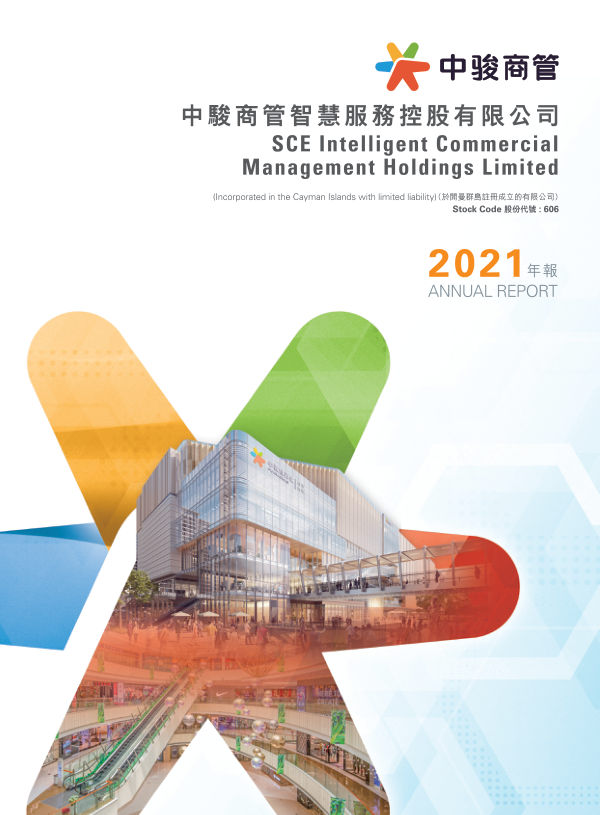 中骏商管
中駿商管智慧服務控股有限公司
SCE Intelligent Commercial
Management Holdings Limited
(Incorporated in the Cayman Islands with limited liability) (於開曼群島註冊成立的有限公司)
Stock Code 股份代號 : 606
2021年報
ANNUAL REPORT